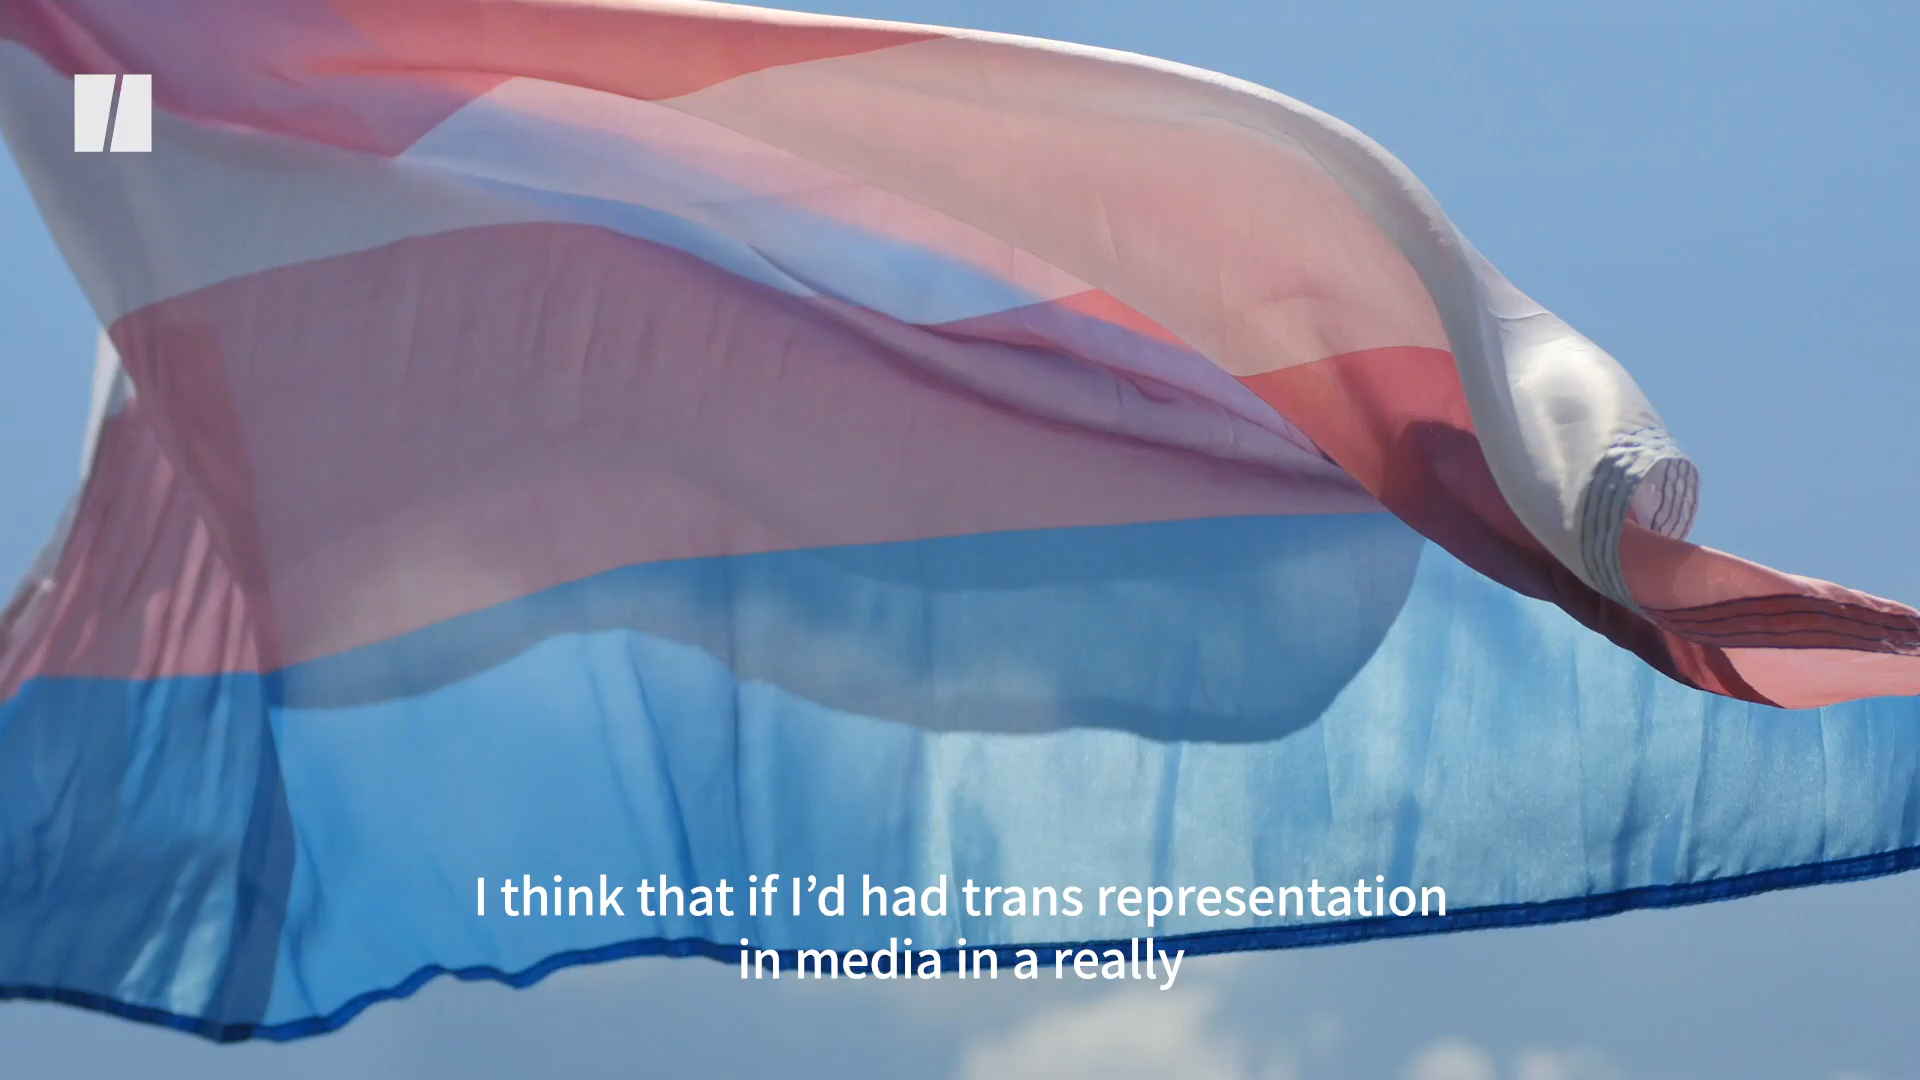 I think that if I’d had trans representation
in media in a really